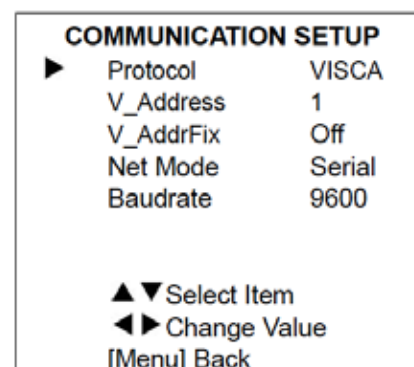 COMMUNICATION SETUP
▶ Protocol VISCA
V_Address 1
V_AddrFix Off
Net Mode Serial
Baudrate 9600
▲▼Select Item
◀▶Change Value
[Menu] Back